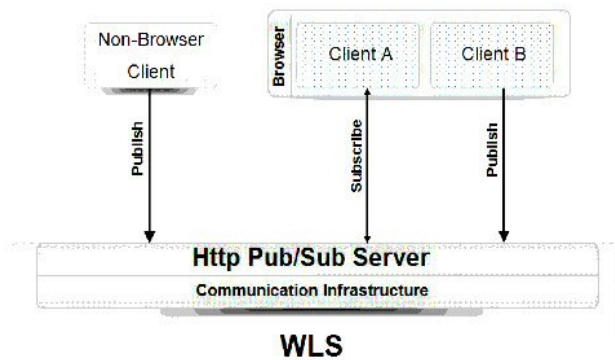 Non-Browser
Client
Browser
Client A
Client B
Publish
Subscribe
Publish
Http Pub/Sub Server
Communication Infrastructure
WLS